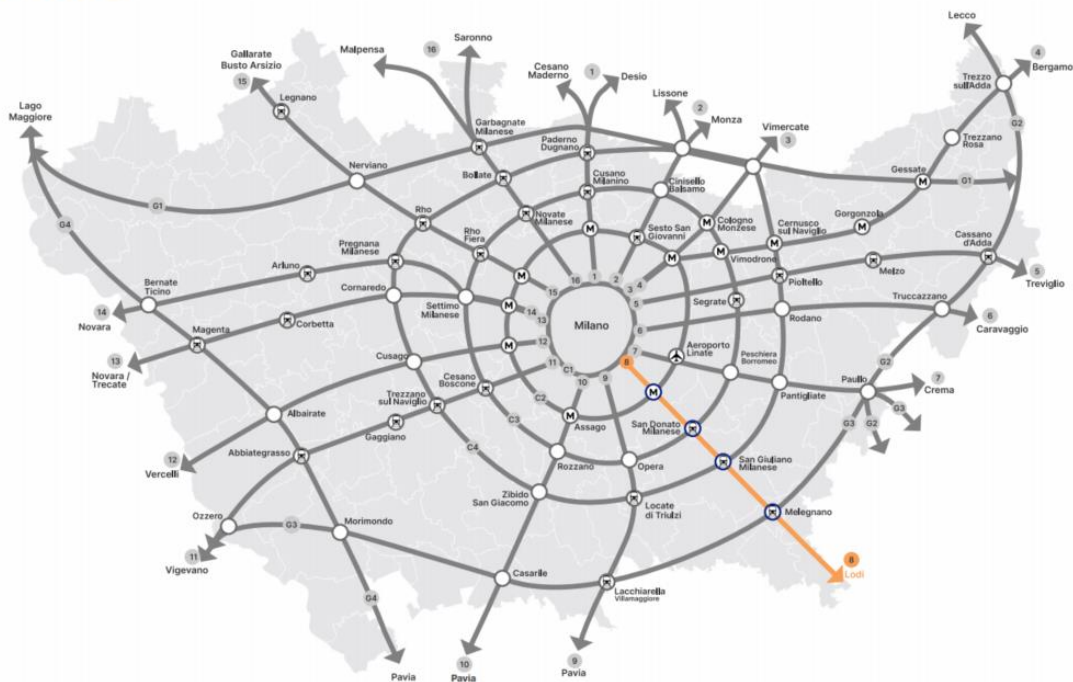 Lecco
4
Bergamo
Saronno
16
Malpensa
Gallarate
Busto Arsizio
15
Cesano
Maderno
1
Desio
Lissone
2
Monza
Trezzo
sull'Adda
Lago
Maggiore
Legnano
Garbagnate
Milanese
Paderno
Dugnano
Vimercate
3
G2
Trezzano
Rosa
Nerviano
Bollate
Cusano
Milanino
Cinisello
Balsamo
Gessate
M
G1
G1
G4
Rho
Novate
Milanese
M
Sesto San
Giovanni
M
Cologno
Monzese
Cernusco
sul Naviglio
M
Gorgonzola
M
Cassano
d'Adda
Pregnana
Milanese
Rho
Fiera
M
M
M
Vimodrone
Arluno
Pioltello
Melzo
5
Treviglio
Bernate
Ticino
Cornaredo
Settimo
Milanese
M
15
16
1
2
3
4
5
Segrate
Truccazzano
14
Novara
Magenta
Corbetta
14
13
Milano
6
Rodano
6
Caravaggio
13
Novara /
Trecate
Cusago
M
12
7
Aeroporto
Linate
Peschiera
Borromeo
G2
Cesano
Boscone
11
C1
10
9
8
Pantigliate
Paullo
7
Crema
Trezzano
sul Naviglio
C2
M
G3
G3
G2
Albairate
Gaggiano
C3
M
Assago
San Donato
Milanese
C4
12
Vercelli
Abbiategrasso
Rozzano
Opera
San Giuliano
Milanese
Zibido
San Giacomo
Locate
di Triulzi
Melegnano
Ozzero
G3
Morimondo
11
Vigevano
8
Lodi
Casarile
Lacchiarella
Villamaggiore
G4
Pavia
10
Pavia
9
Pavia